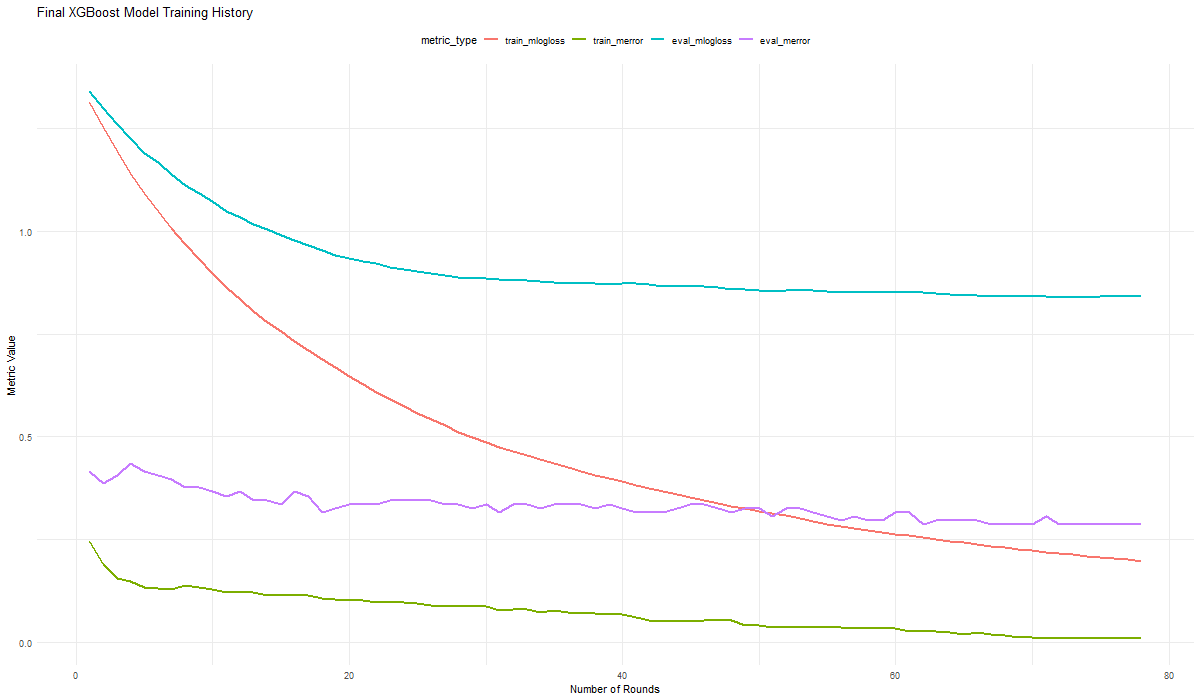 Final XGBoost Model Training History
metric_type train_mlogloss train_merror eval_mlogloss eval_merror
Metric Value
1.0
0.5
0.0
0 20 40 60 80
Number of Rounds